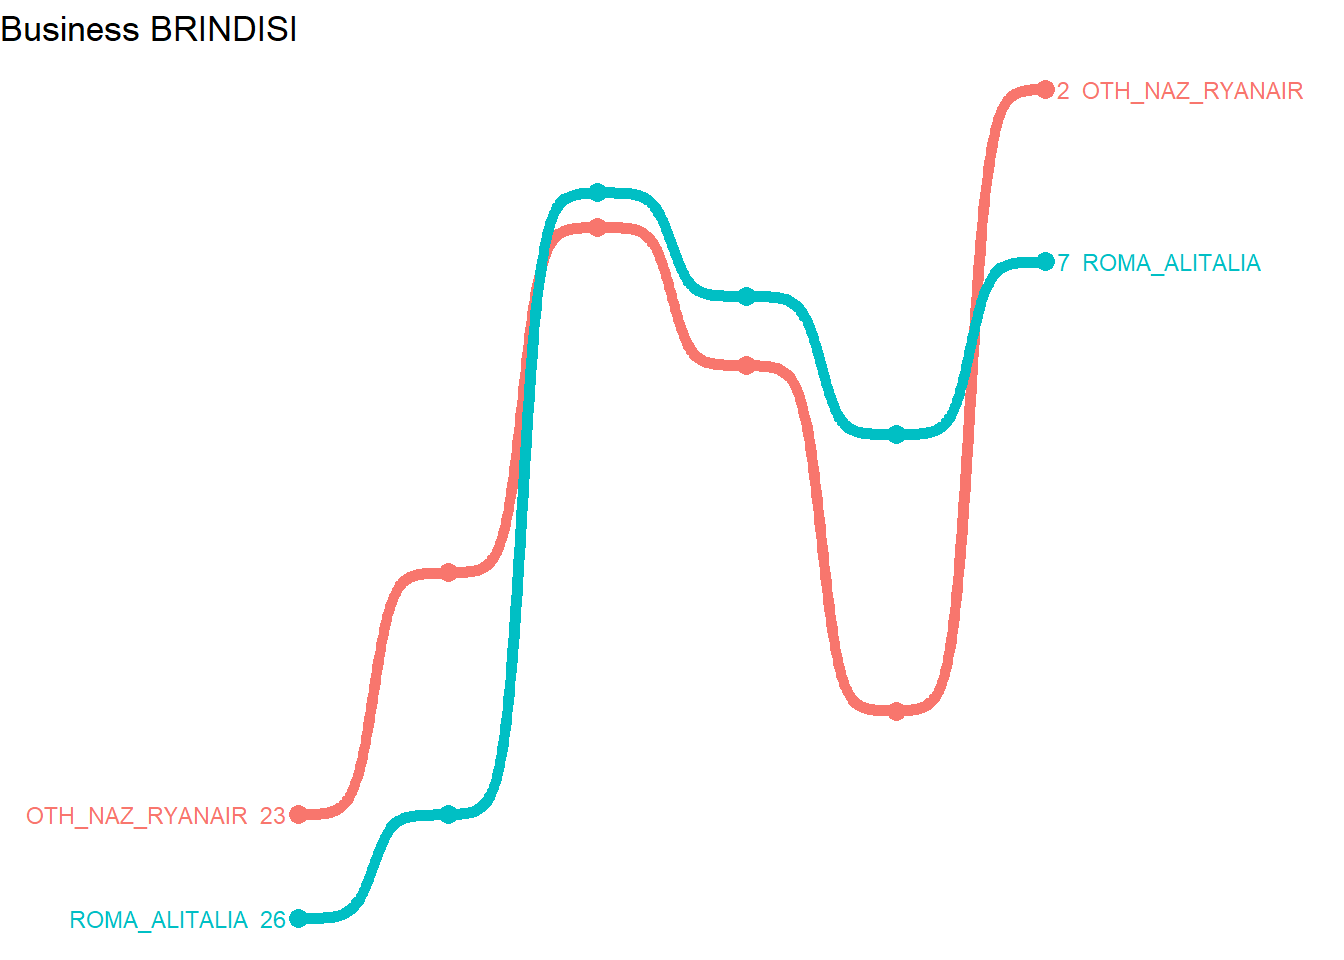 Business BRINDISI
2 OTH_NAZ_RYANAIR
7 ROMA_ALITALIA
OTH_NAZ_RYANAIR 23
ROMA_ALITALIA 26